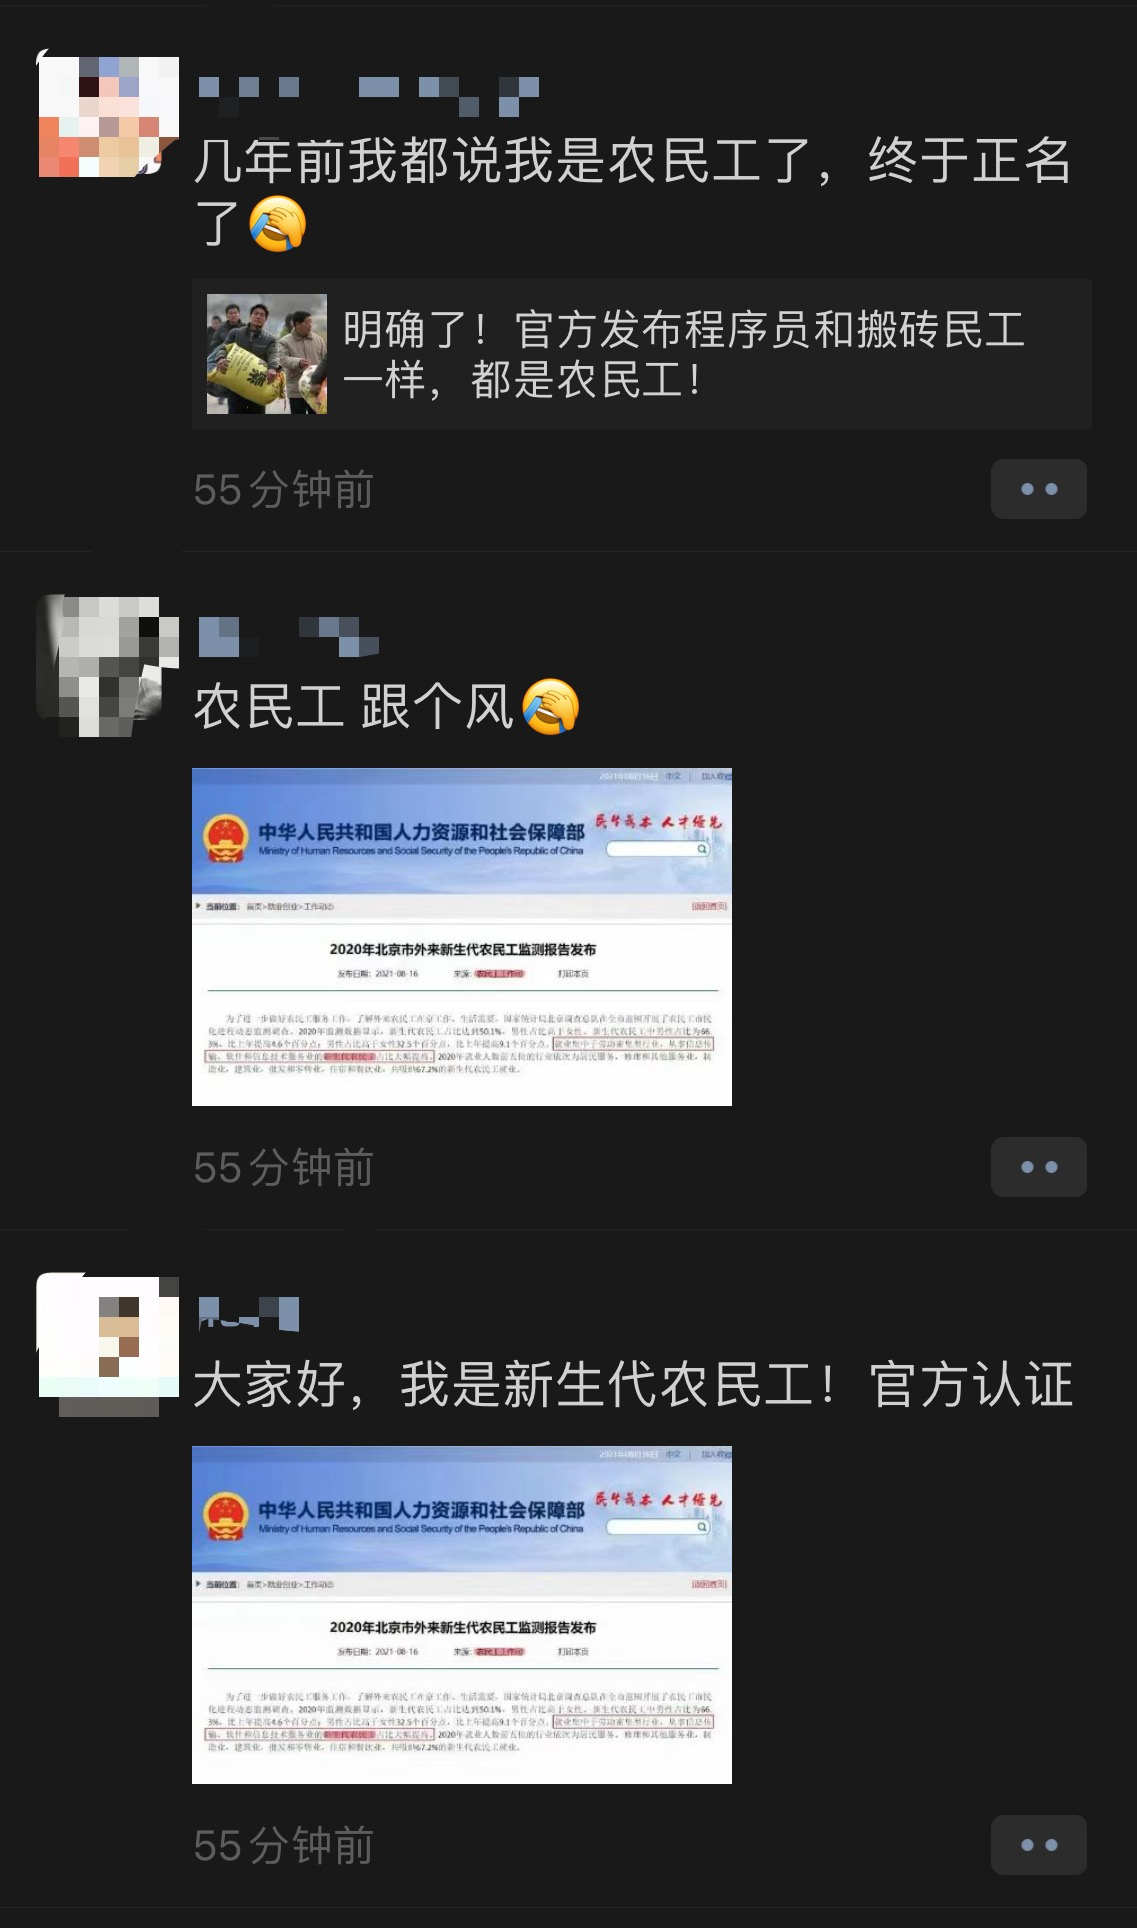 几年前我都说我是农民工了，终于正名
了
明确了！官方发布程序员和搬砖民工
一样，都是农民工！
55分钟前
农民工 跟个风
2021年08月16日 中文 | 加入收藏
中华人民共和国人力资源和社会保障部
Ministry of Human Resources and Social Security of the People's Republic of China
民生为本 人才优先
当前位置：首页>就业创业>工作动态
[返回首页]
2020年北京市外来新生代农民工监测报告发布
发布日期：2021-08-16 来源：农民工工作司 打印本页
为了进一步做好农民工服务工作，了解外来农民工在京工作、生活需要，国家统计局北京调查总队在全市范围开展了农民工市民
化进程动态监测调查。2020年监测数据显示，新生代农民工占比达到50.1%，男性占比高于女性。新生代农民工中男性占比为66.
3%，比上年提高4.6个百分点；男性占比高于女性32.5个百分点，比上年提高9.1个百分点。就业集中于劳动密集型行业，从事信息传
输、软件和信息技术服务业的新生代农民工占比大幅提高。2020年就业人数前五位的行业依次为居民服务、修理和其他服务业，制
造业，建筑业，批发和零售业，住宿和餐饮业，共吸纳67.2%的新生代农民工就业。
55分钟前
大家好，我是新生代农民工！官方认证
2021年08月16日 中文 | 加入收藏
中华人民共和国人力资源和社会保障部
Ministry of Human Resources and Social Security of the People's Republic of China
民生为本 人才优先
当前位置：首页>就业创业>工作动态
[返回首页]
2020年北京市外来新生代农民工监测报告发布
发布日期：2021-08-16 来源：农民工工作司 打印本页
为了进一步做好农民工服务工作，了解外来农民工在京工作、生活需要，国家统计局北京调查总队在全市范围开展了农民工市民
化进程动态监测调查。2020年监测数据显示，新生代农民工占比达到50.1%，男性占比高于女性。新生代农民工中男性占比为66.
3%，比上年提高4.6个百分点；男性占比高于女性32.5个百分点，比上年提高9.1个百分点。就业集中于劳动密集型行业，从事信息传
输、软件和信息技术服务业的新生代农民工占比大幅提高。2020年就业人数前五位的行业依次为居民服务、修理和其他服务业，制
造业，建筑业，批发和零售业，住宿和餐饮业，共吸纳67.2%的新生代农民工就业。
55分钟前